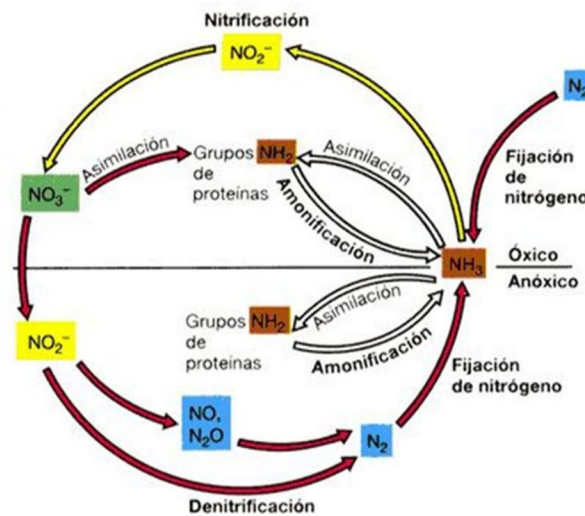 Nitrificación
NO₂⁻
N₂
Asimilación
Grupos NH₂
de
proteínas
Asimilación
Fijación
de
nitrógeno
NO₃⁻
Amonificación
NH₃
Óxico
Anóxico
Grupos NH₂
de
proteínas
Asimilación
NO₂⁻
Amonificación
Fijación
de nitrógeno
NO,
N₂O
N₂
Denitrificación